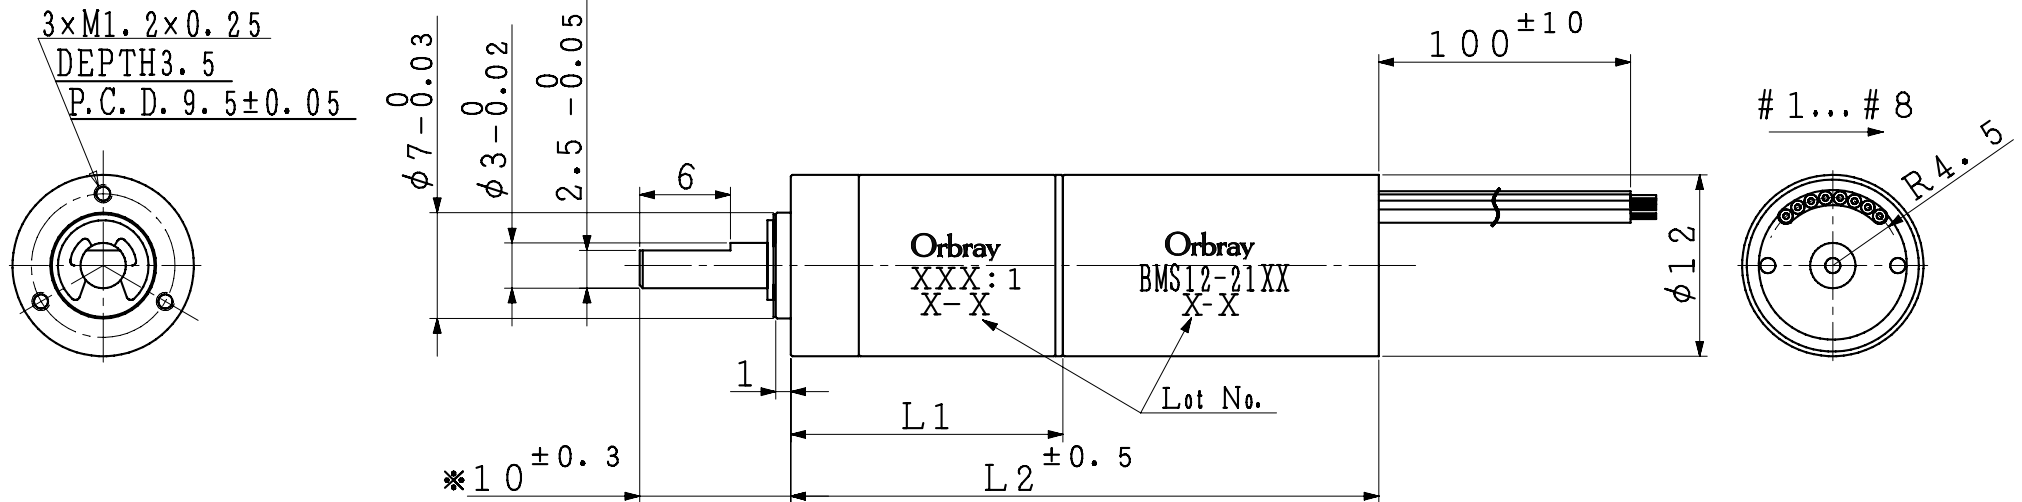 3×M1.2×0.25
DEPTH3.5
P.C.D.9.5±0.05
φ7-0.03
0
φ3-0.02
0
2.5 -0.05
0
6
100±10
#1...#8
R4.5
φ12
Orbray
XXX:1
X-X
Orbray
BMS12-21XX
X-X
Lot No.
1
L1
※10±0.3
L2±0.5